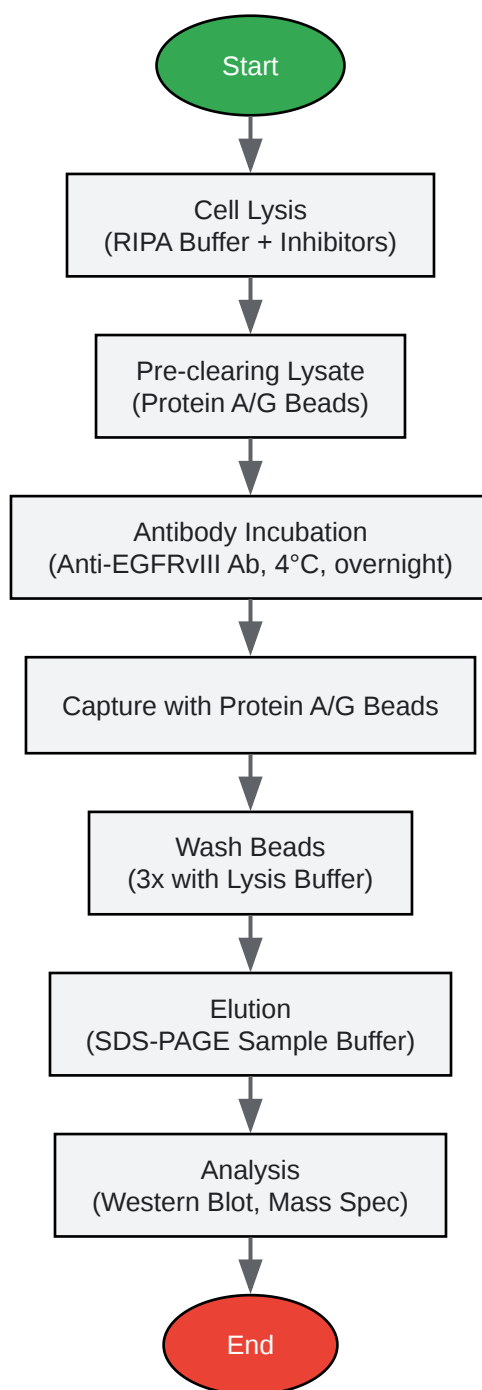 Start
Cell Lysis
(RIPA Buffer + Inhibitors)
Pre-clearing Lysate
(Protein A/G Beads)
Antibody Incubation
(Anti-EGFRvIII Ab, 4°C, overnight)
Capture with Protein A/G Beads
Wash Beads
(3x with Lysis Buffer)
Elution
(SDS-PAGE Sample Buffer)
Analysis
(Western Blot, Mass Spec)
End